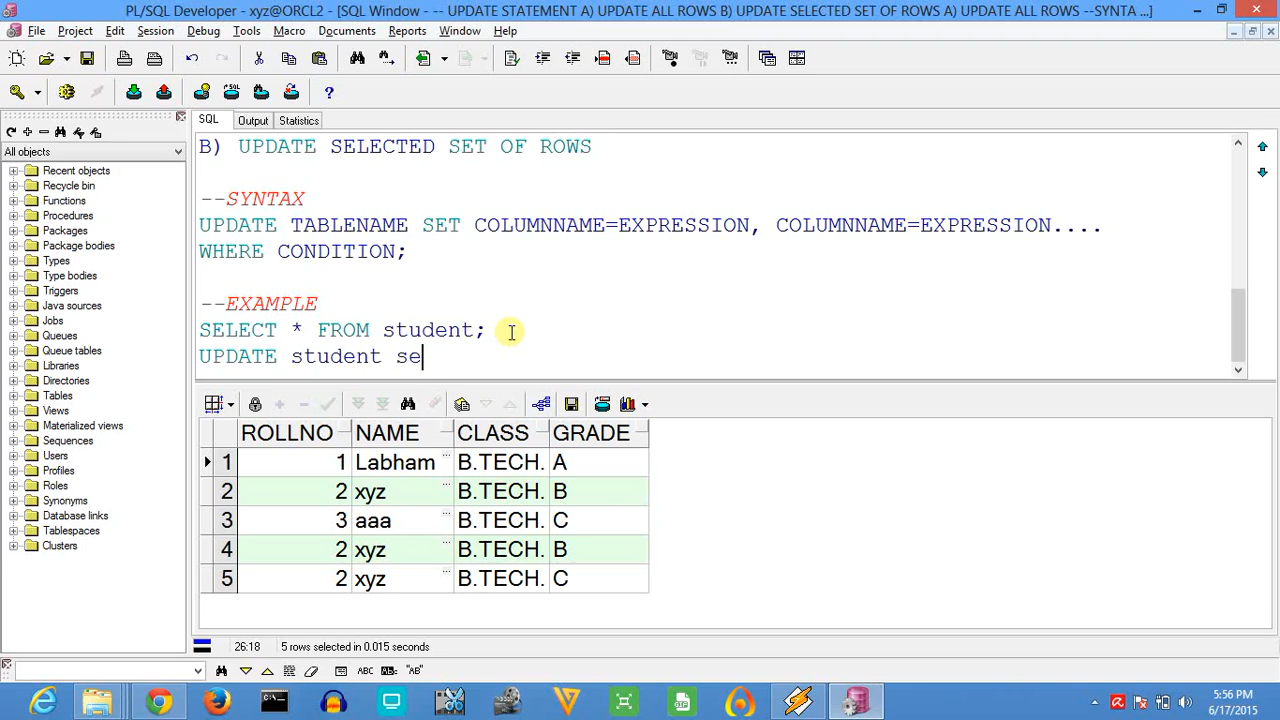 PL/SQL Developer - xyz@ORCL2 - [SQL Window - -- UPDATE STATEMENT A) UPDATE ALL ROWS B) UPDATE SELECTED SET OF ROWS A) UPDATE ALL ROWS --SYNTA ...]
File Project Edit Session Debug Tools Macro Documents Reports Window Help
SQL Output Statistics
All objects
Recent objects
Recycle bin
Functions
Procedures
Packages
Package bodies
Types
Type bodies
Triggers
Java sources
Jobs
Queues
Queue tables
Libraries
Directories
Tables
Views
Materialized views
Sequences
Users
Profiles
Roles
Synonyms
Database links
Tablespaces
Clusters
B) UPDATE SELECTED SET OF ROWS
--SYNTAX
UPDATE TABLENAME SET COLUMNNAME=EXPRESSION, COLUMNNAME=EXPRESSION....
WHERE CONDITION;
--EXAMPLE
SELECT * FROM student;
UPDATE student se
ROLLNO NAME CLASS GRADE
1 1 Labham B.TECH. A
2 2 xyz B.TECH. B
3 3 aaa B.TECH. C
4 2 xyz B.TECH. B
5 2 xyz B.TECH. C
26:18 5 rows selected in 0.015 seconds
5:56 PM
6/17/2015